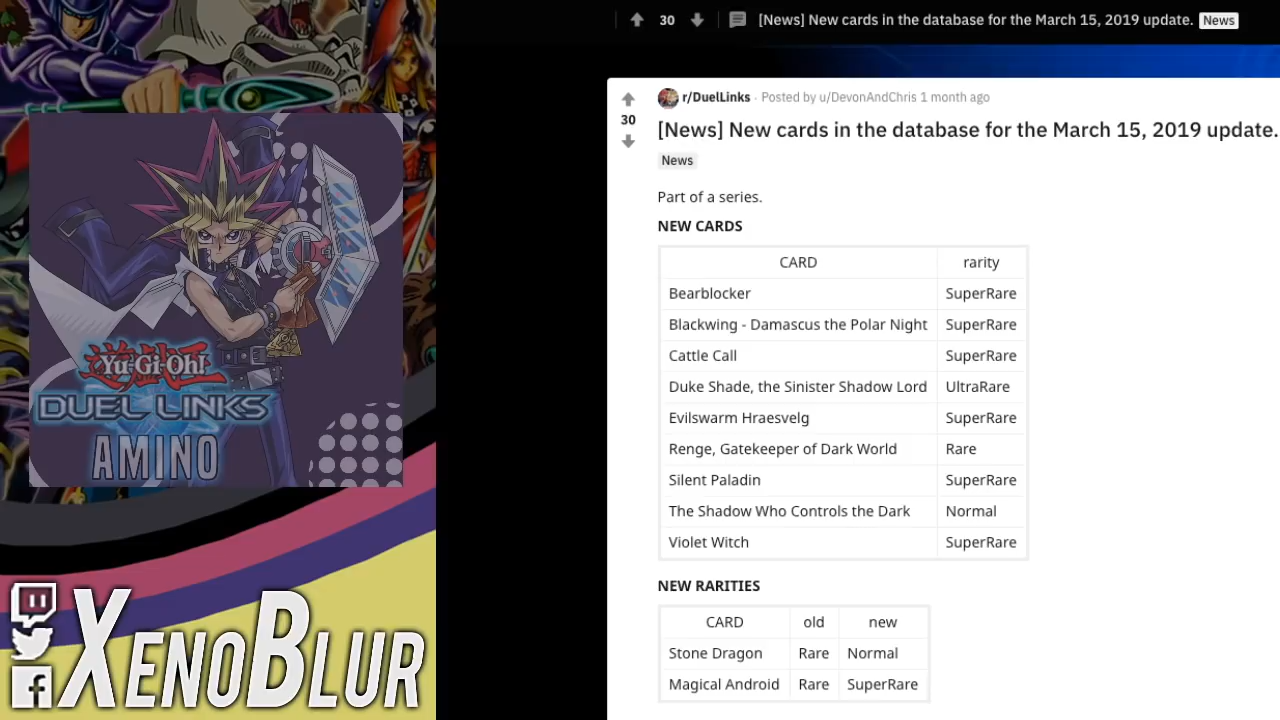 30 [News] New cards in the database for the March 15, 2019 update. News
r/DuelLinks · Posted by u/DevonAndChris 1 month ago
30
[News] New cards in the database for the March 15, 2019 update.
News
Part of a series.
NEW CARDS
CARD rarity
Bearblocker SuperRare
Blackwing - Damascus the Polar Night SuperRare
Cattle Call SuperRare
Duke Shade, the Sinister Shadow Lord UltraRare
Evilswarm Hraesvelg SuperRare
Renge, Gatekeeper of Dark World Rare
Silent Paladin SuperRare
The Shadow Who Controls the Dark Normal
Violet Witch SuperRare
NEW RARITIES
CARD old new
Stone Dragon Rare Normal
Magical Android Rare SuperRare
Yu-Gi-Oh!
DUEL LINKS
AMINO
XENOBLUR